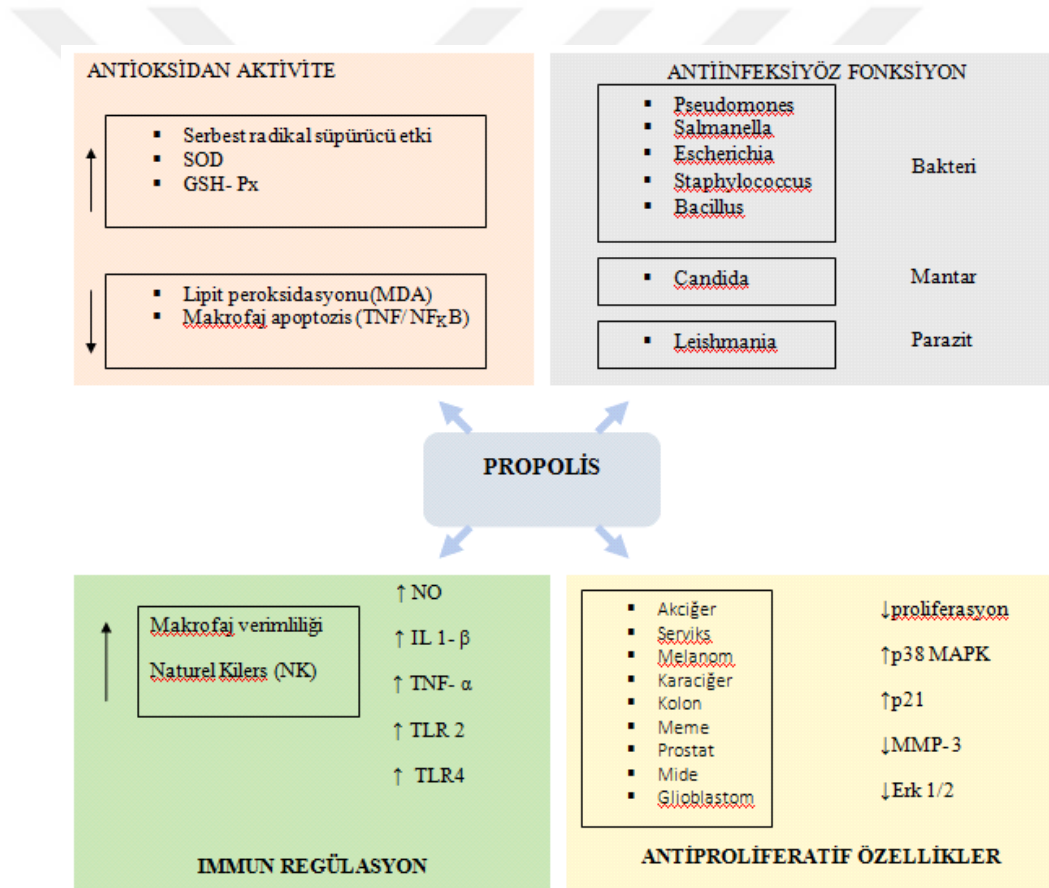 ANTİOKSİDAN AKTİVİTE
↑
▪ Serbest radikal süpürücü etki
▪ SOD
▪ GSH- Px
↓
▪ Lipit peroksidasyonu(MDA)
▪ Makrofaj apoptozis (TNF/ NFκB)
ANTİİNFEKSİYÖZ FONKSİYON
▪ Pseudomones
▪ Salmanella
▪ Escherichia
▪ Staphylococcus
▪ Bacillus
Bakteri
▪ Candida
Mantar
▪ Leishmania
Parazit
PROPOLİS
↑
Makrofaj verimliliği
Naturel Kilers (NK)
↑ NO
↑ IL 1- β
↑ TNF- α
↑ TLR 2
↑ TLR4
IMMUN REGÜLASYON
▪ Akciğer
▪ Serviks
▪ Melanom
▪ Karaciğer
▪ Kolon
▪ Meme
▪ Prostat
▪ Mide
▪ Glioblastom
↓proliferasyon
↑p38 MAPK
↑p21
↓MMP- 3
↓Erk 1/2
ANTİPROLİFERATİF ÖZELLİKLER